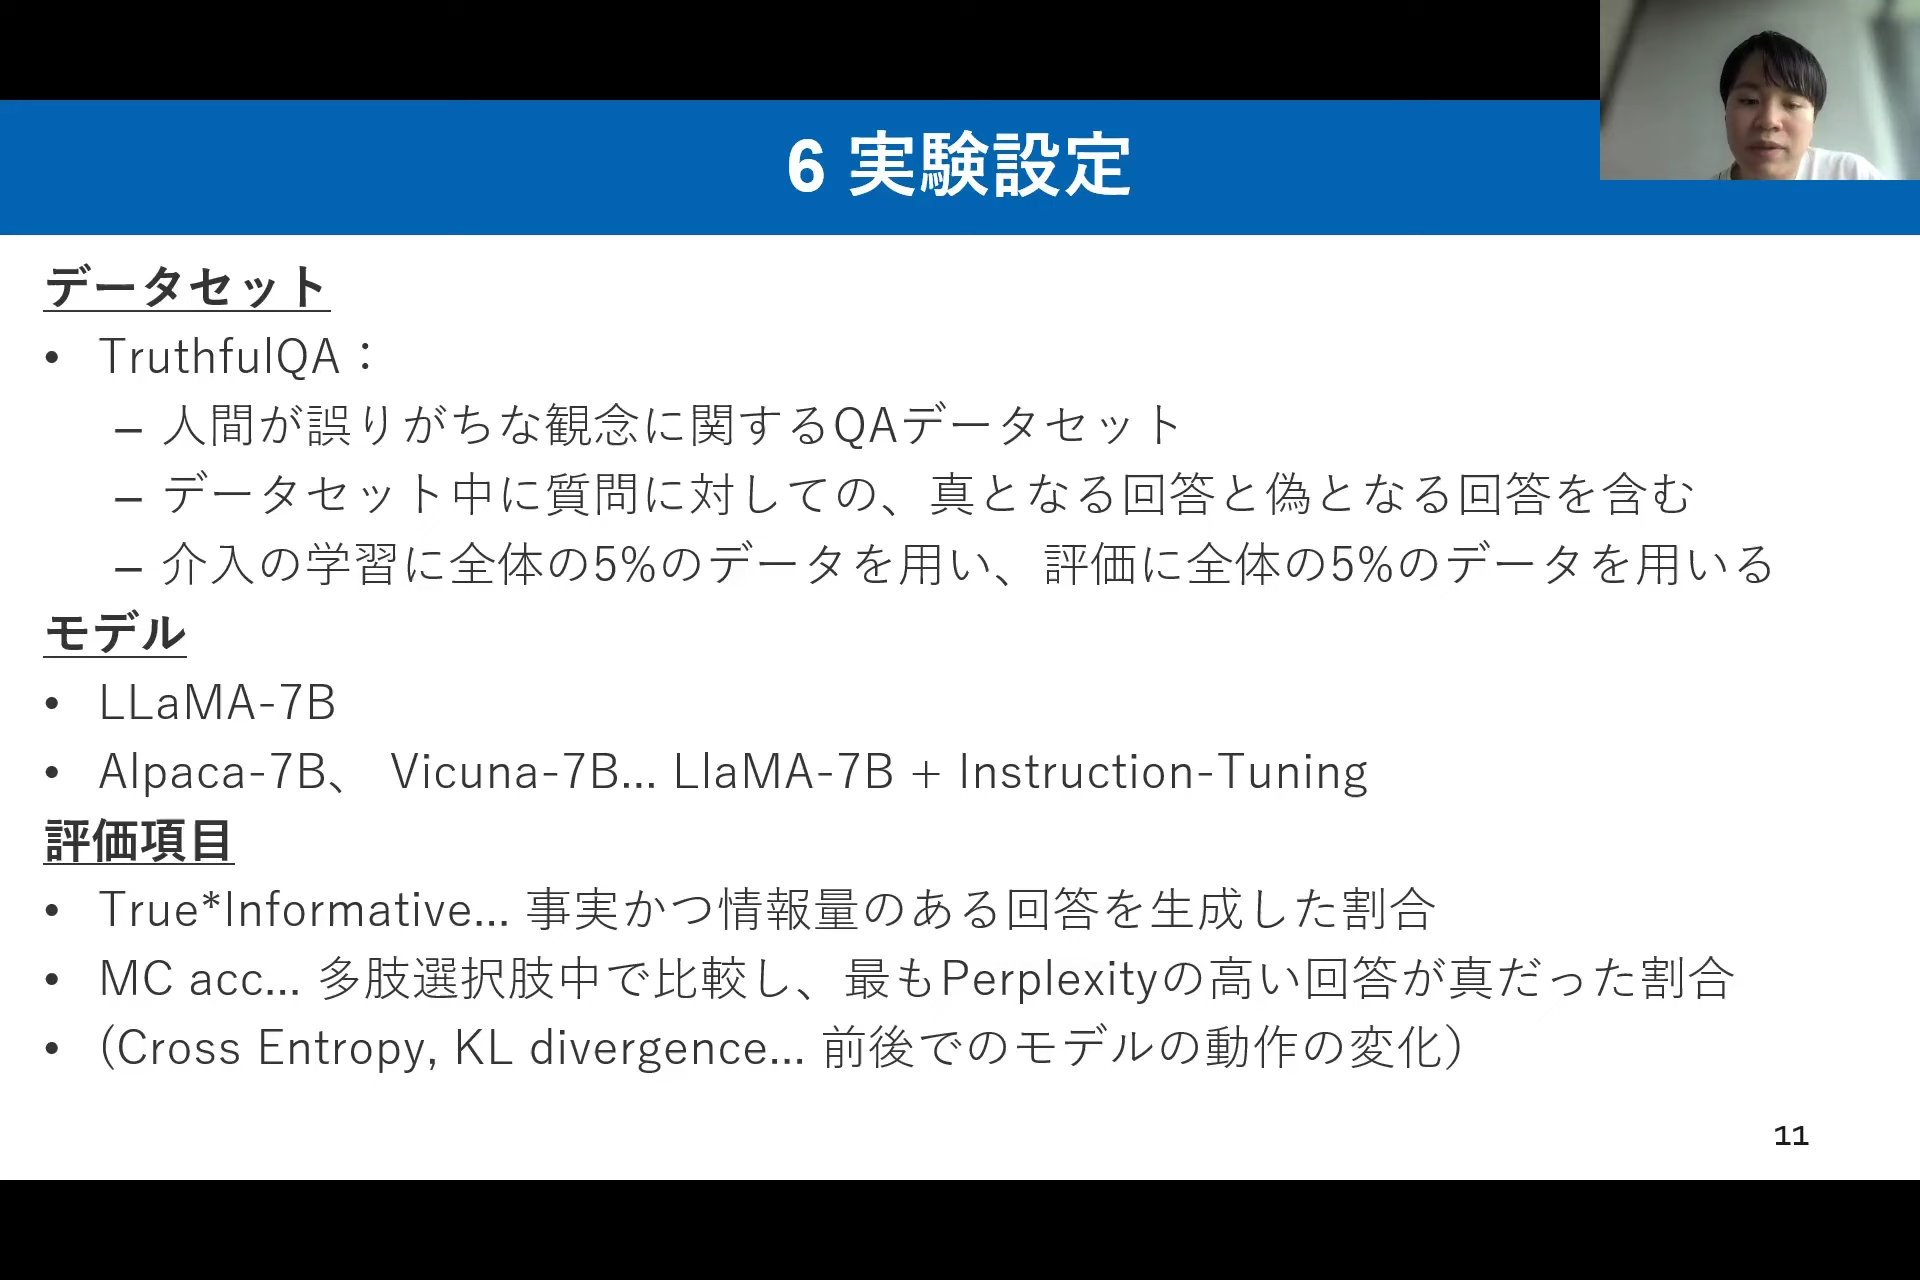 6 実験設定
データセット
• TruthfulQA：
– 人間が誤りがちな観念に関するQAデータセット
– データセット中に質問に対しての、真となる回答と偽となる回答を含む
– 介入の学習に全体の5%のデータを用い、評価に全体の5%のデータを用いる
モデル
• LLaMA-7B
• Alpaca-7B、 Vicuna-7B... LlaMA-7B + Instruction-Tuning
評価項目
• True*Informative... 事実かつ情報量のある回答を生成した割合
• MC acc... 多肢選択肢中で比較し、最もPerplexityの高い回答が真だった割合
• (Cross Entropy, KL divergence... 前後でのモデルの動作の変化)
11